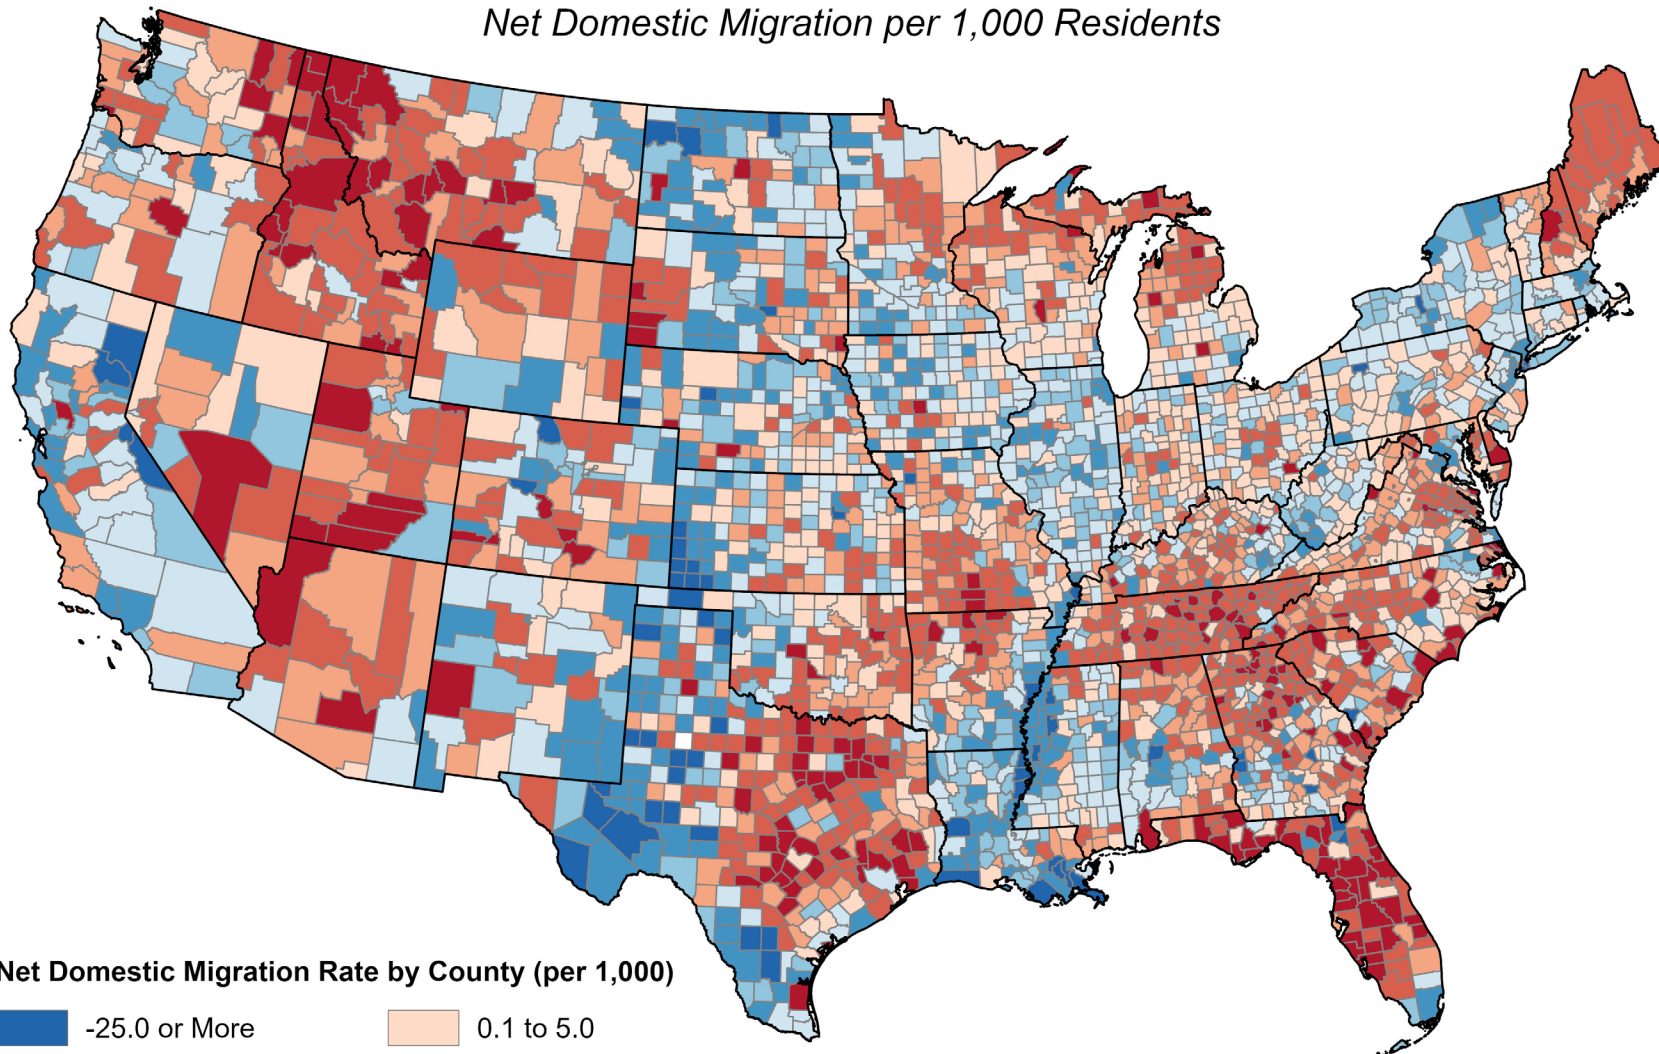 Net Domestic Migration per 1,000 Residents
Net Domestic Migration Rate by County (per 1,000)
-25.0 or More
0.1 to 5.0